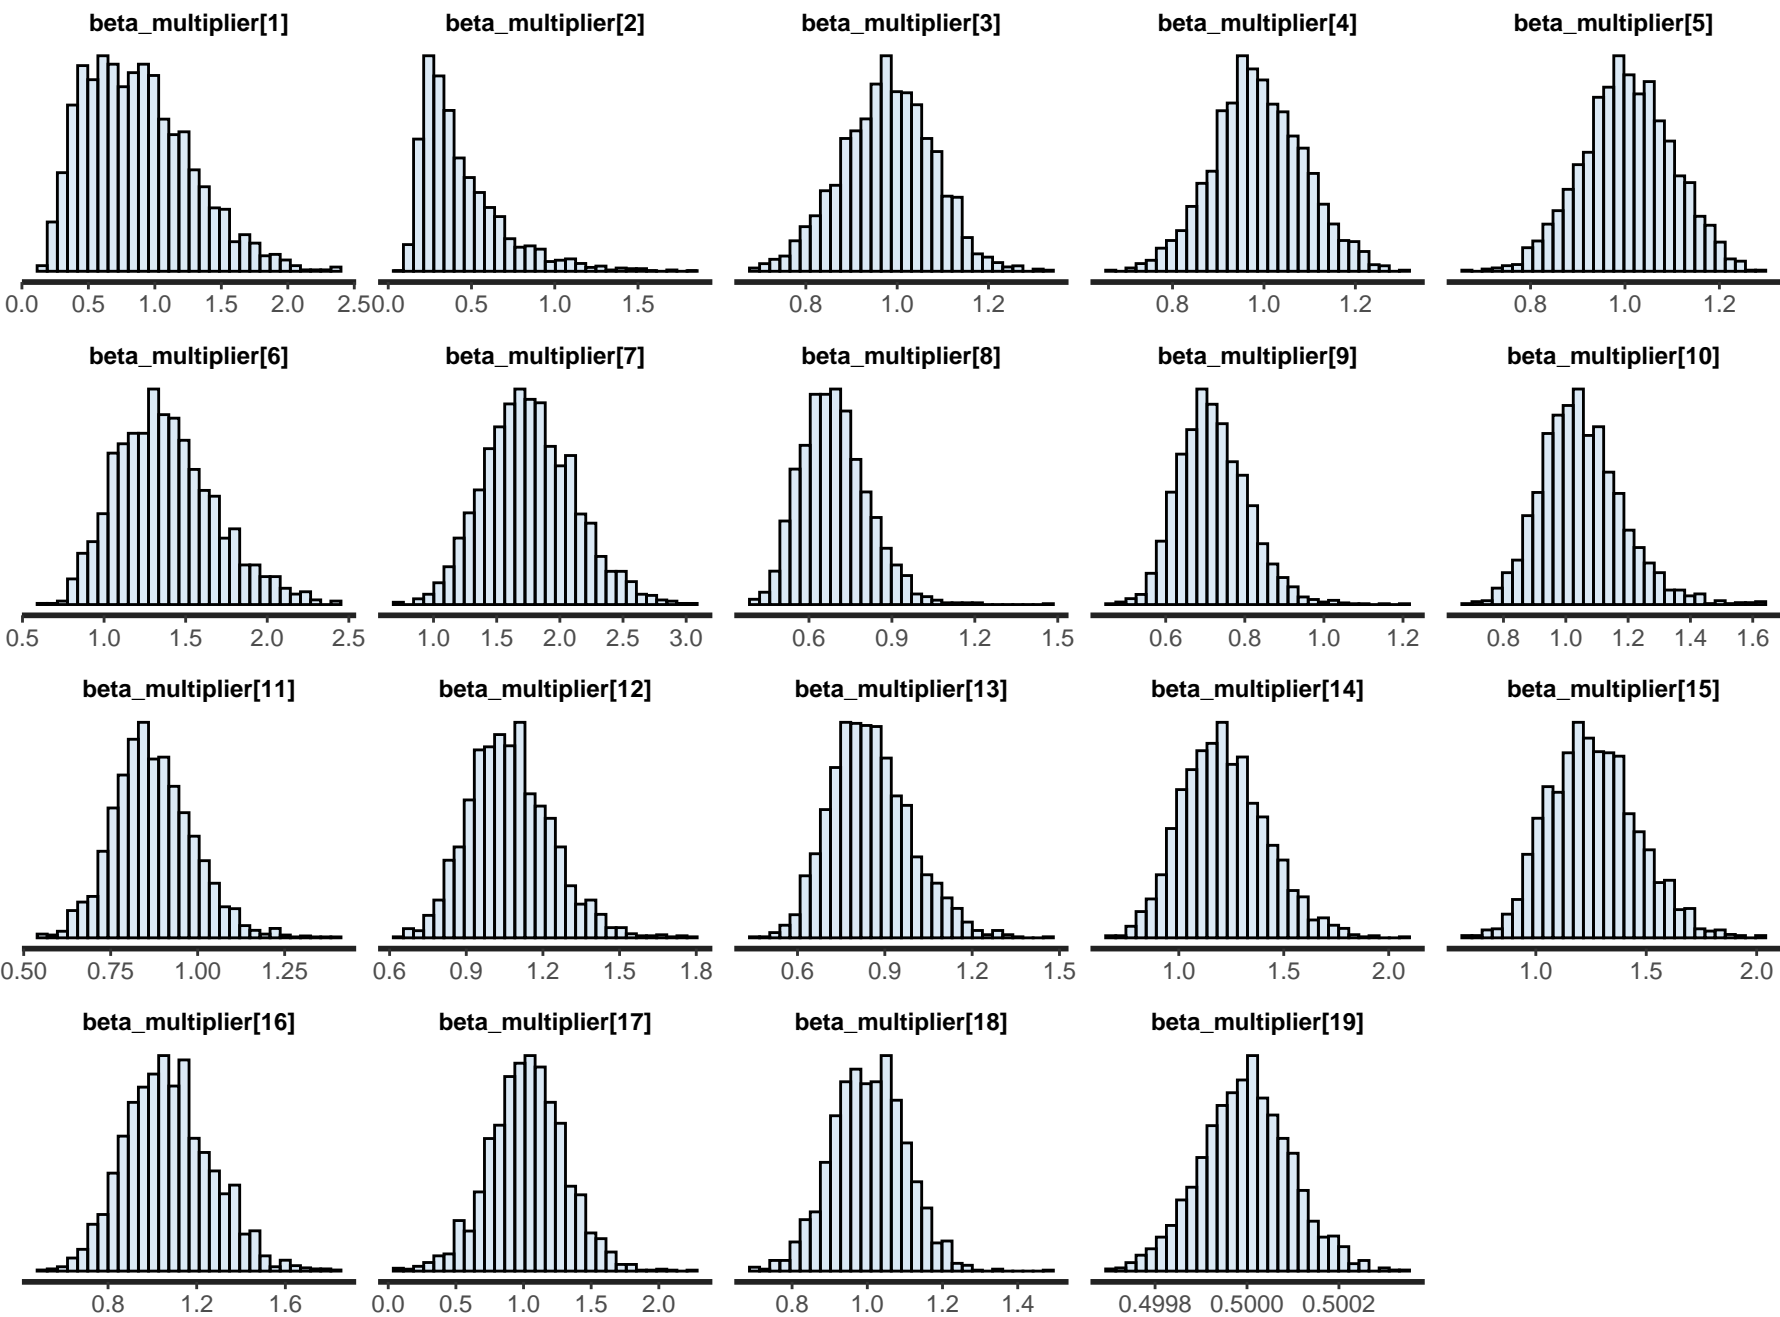 beta_multiplier[1] beta_multiplier[2] beta_multiplier[3] beta_multiplier[4] beta_multiplier[5]
0.0 0.5 1.0 1.5 2.0 2.5 0.0 0.5 1.0 1.5 0.8 1.0 1.2 0.8 1.0 1.2 0.8 1.0 1.2
beta_multiplier[6] beta_multiplier[7] beta_multiplier[8] beta_multiplier[9] beta_multiplier[10]
0.5 1.0 1.5 2.0 2.5 1.0 1.5 2.0 2.5 3.0 0.6 0.9 1.2 1.5 0.6 0.8 1.0 1.2 0.8 1.0 1.2 1.4 1.6
beta_multiplier[11] beta_multiplier[12] beta_multiplier[13] beta_multiplier[14] beta_multiplier[15]
0.50 0.75 1.00 1.25 0.6 0.9 1.2 1.5 1.8 0.6 0.9 1.2 1.5 1.0 1.5 2.0 1.0 1.5 2.0
beta_multiplier[16] beta_multiplier[17] beta_multiplier[18] beta_multiplier[19]
0.8 1.2 1.6 0.0 0.5 1.0 1.5 2.0 0.8 1.0 1.2 1.4 0.4998 0.5000 0.5002